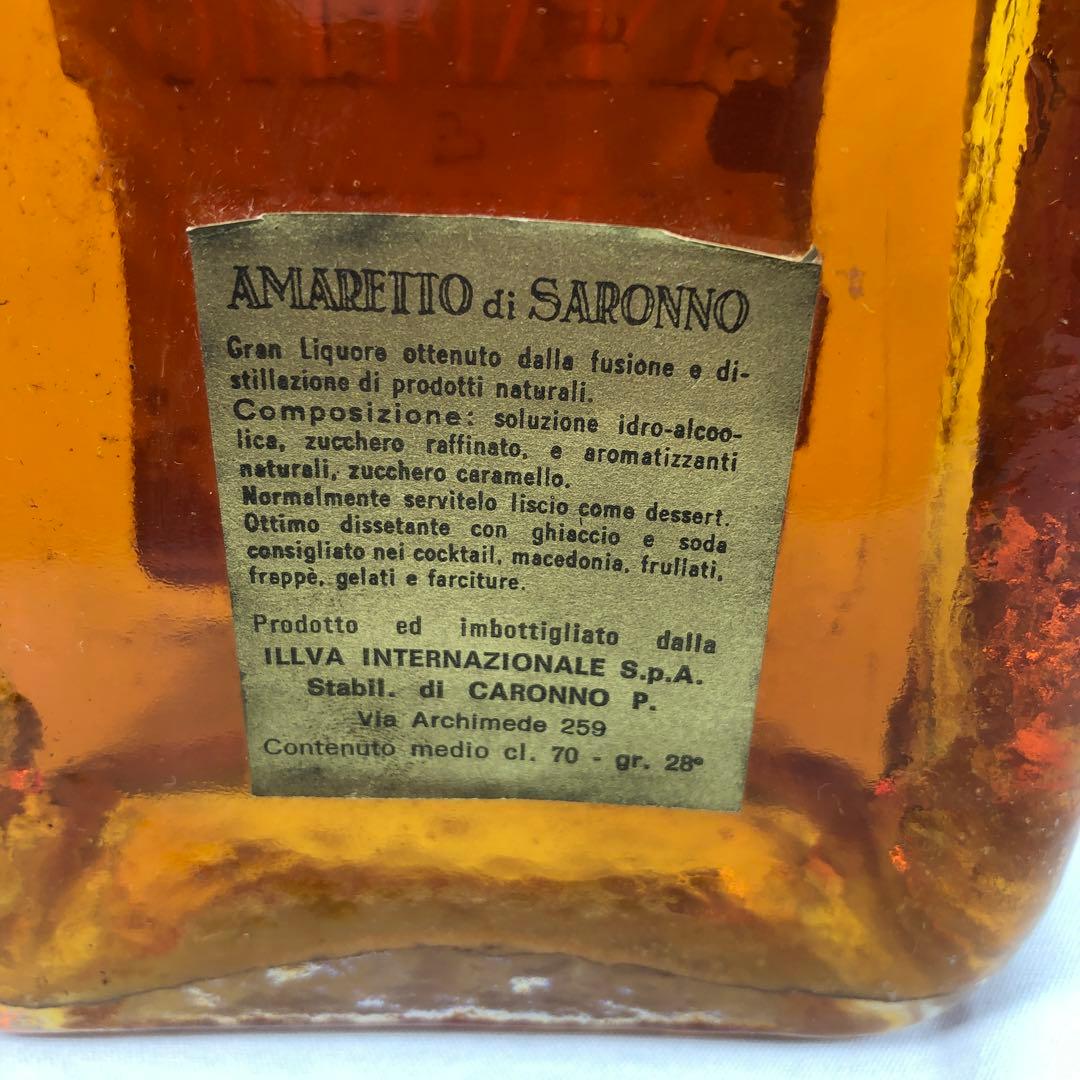 AMARETTO di SARONNO
Gran Liquore ottenuto dalla fusione e di-
stillazione di prodotti naturali.
Composizione: soluzione idro-alcoo-
lica, zucchero raffinato, e aromatizzanti
naturali, zucchero caramello.
Normalmente servitelo liscio come dessert.
Ottimo dissetante con ghiaccio e soda
consigliato nei cocktail, macedonia, frullati,
frappè, gelati e farciture.
Prodotto ed imbottigliato dalla
ILLVA INTERNAZIONALE S.p.A.
Stabil. di CARONNO P.
Via Archimede 259
Contenuto medio cl. 70 - gr. 28°